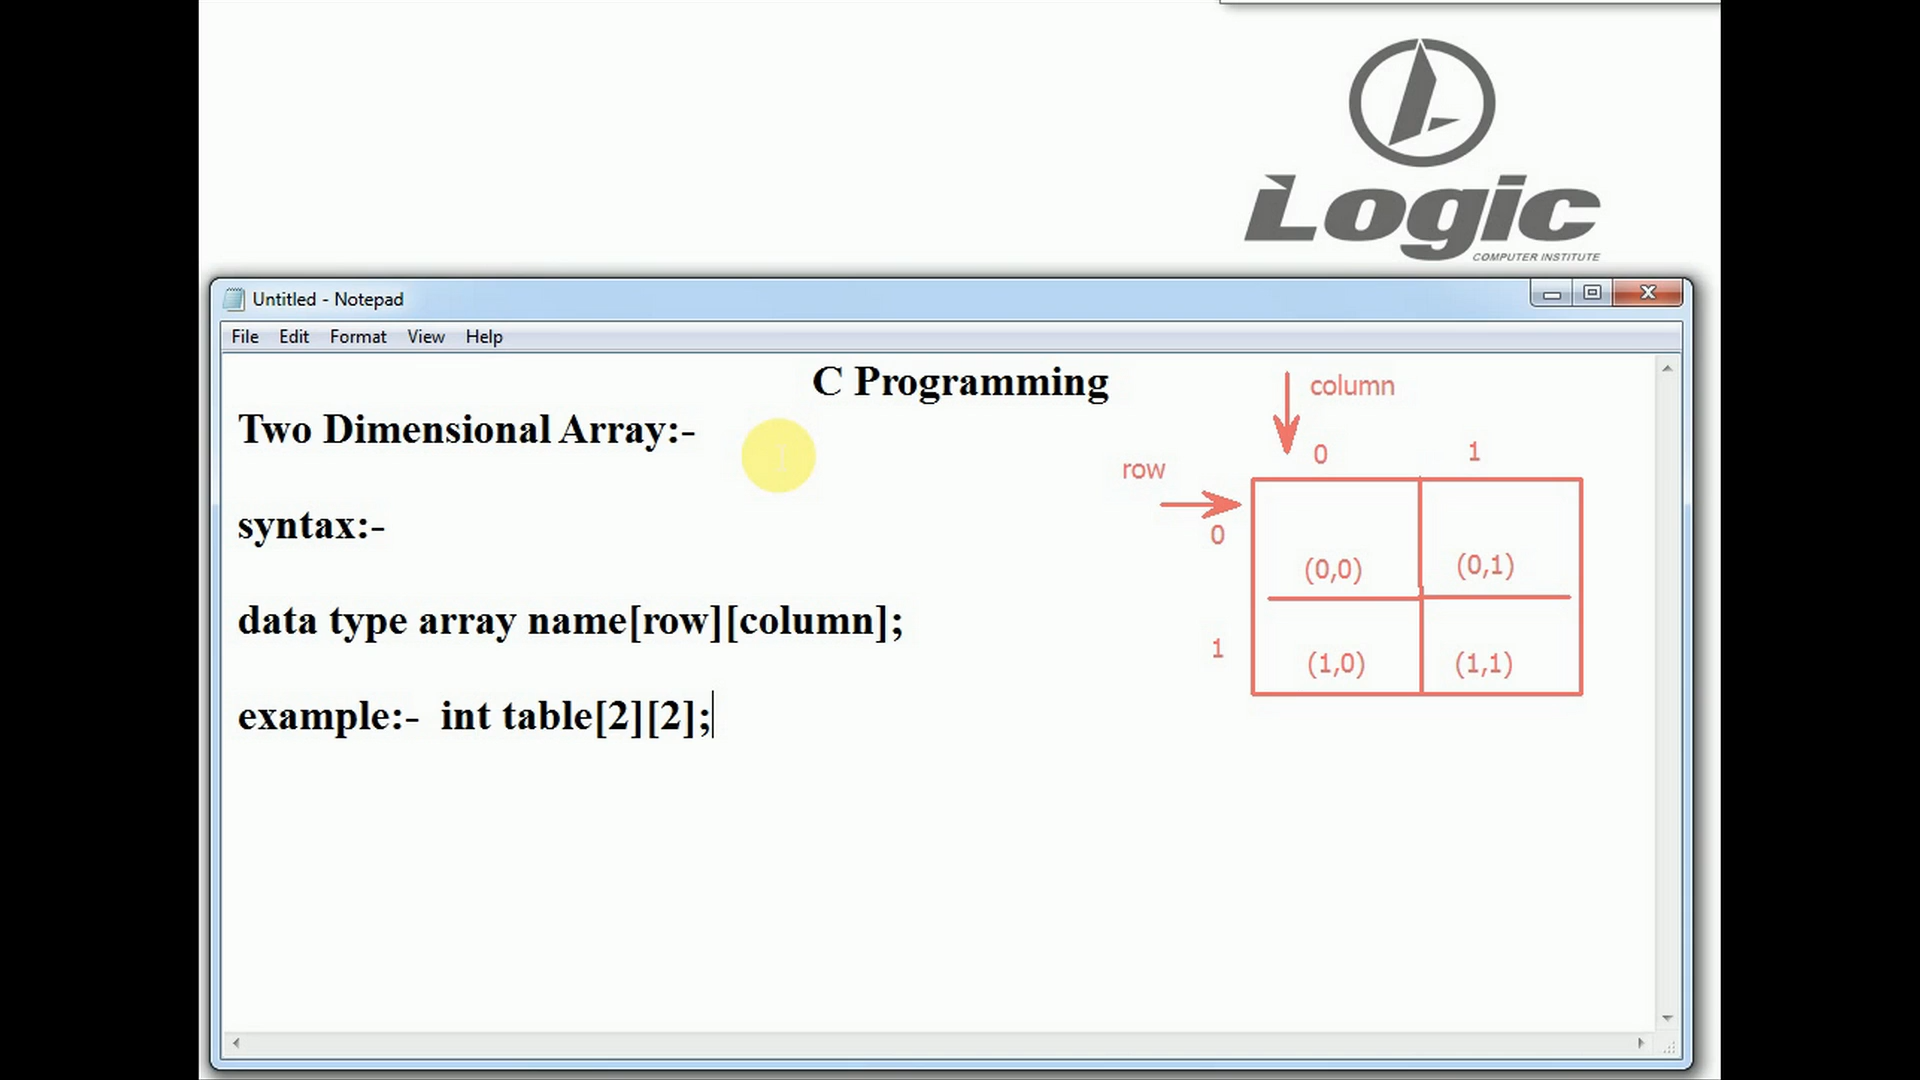 Logic
COMPUTER INSTITUTE
Untitled - Notepad
File Edit Format View Help
C Programming
column
Two Dimensional Array:-
0 1
row
0
syntax:-
(0,0) (0,1)
data type array name[row][column];
1
(1,0) (1,1)
example:- int table[2][2];